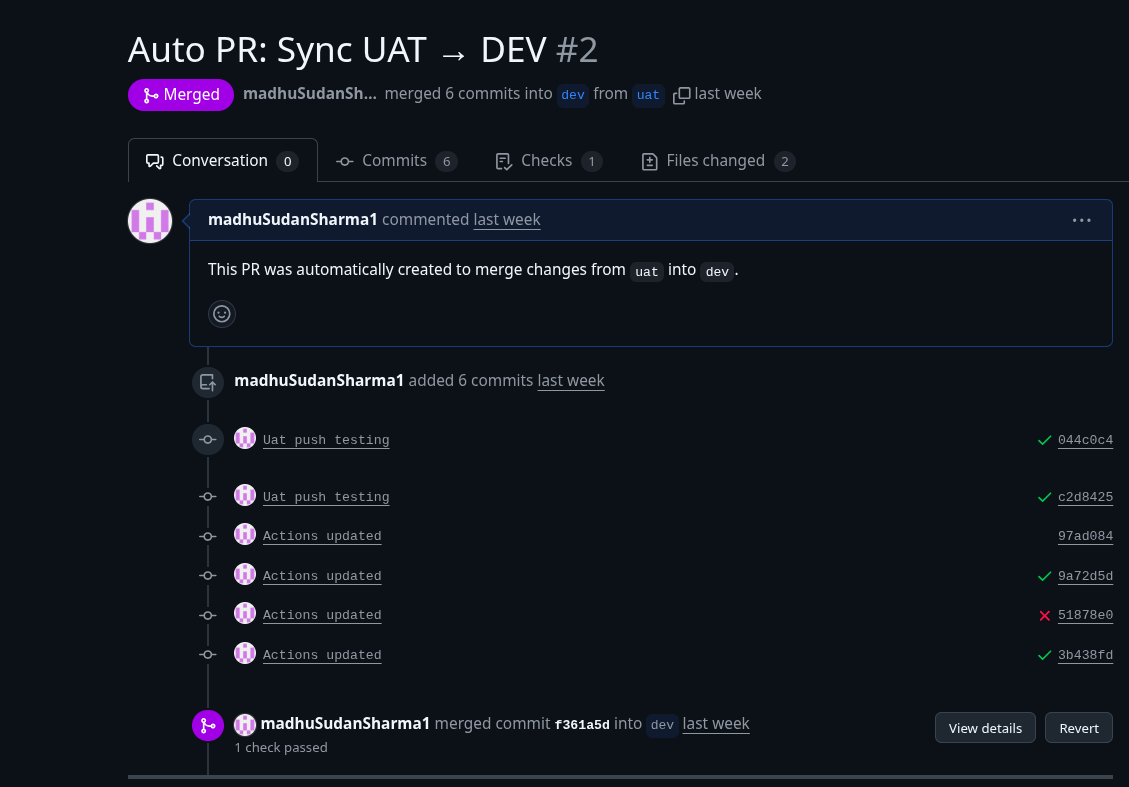 Auto PR: Sync UAT → DEV #2
Merged madhuSudanSh... merged 6 commits into dev from uat last week
Conversation 0 Commits 6 Checks 1 Files changed 2
madhuSudanSharma1 commented last week
This PR was automatically created to merge changes from uat into dev.
madhuSudanSharma1 added 6 commits last week
Uat push testing 044c0c4
Uat push testing c2d8425
Actions updated 97ad084
Actions updated 9a72d5d
Actions updated 51878e0
Actions updated 3b438fd
madhuSudanSharma1 merged commit f361a5d into dev last week View details Revert
1 check passed